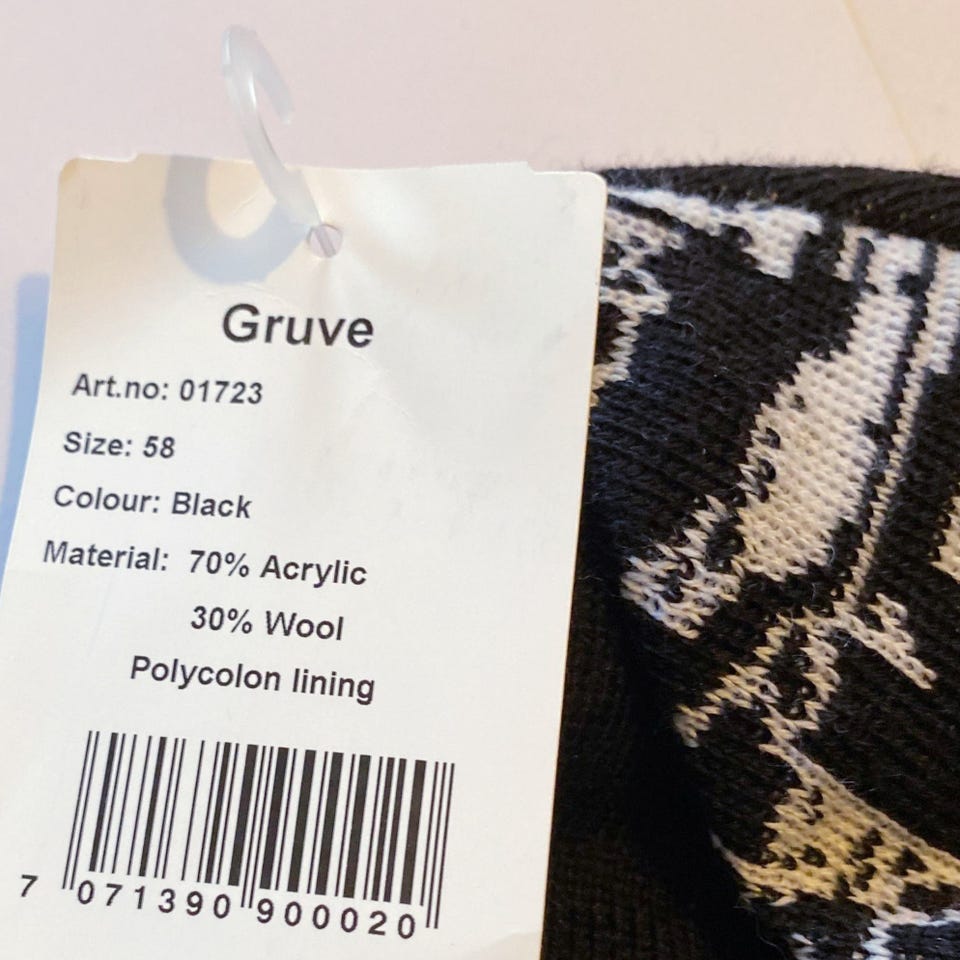 Gruve
Art.no: 01723
Size: 58
Colour: Black
Material: 70% Acrylic
30% Wool
Polycolon lining
7 071390 900020